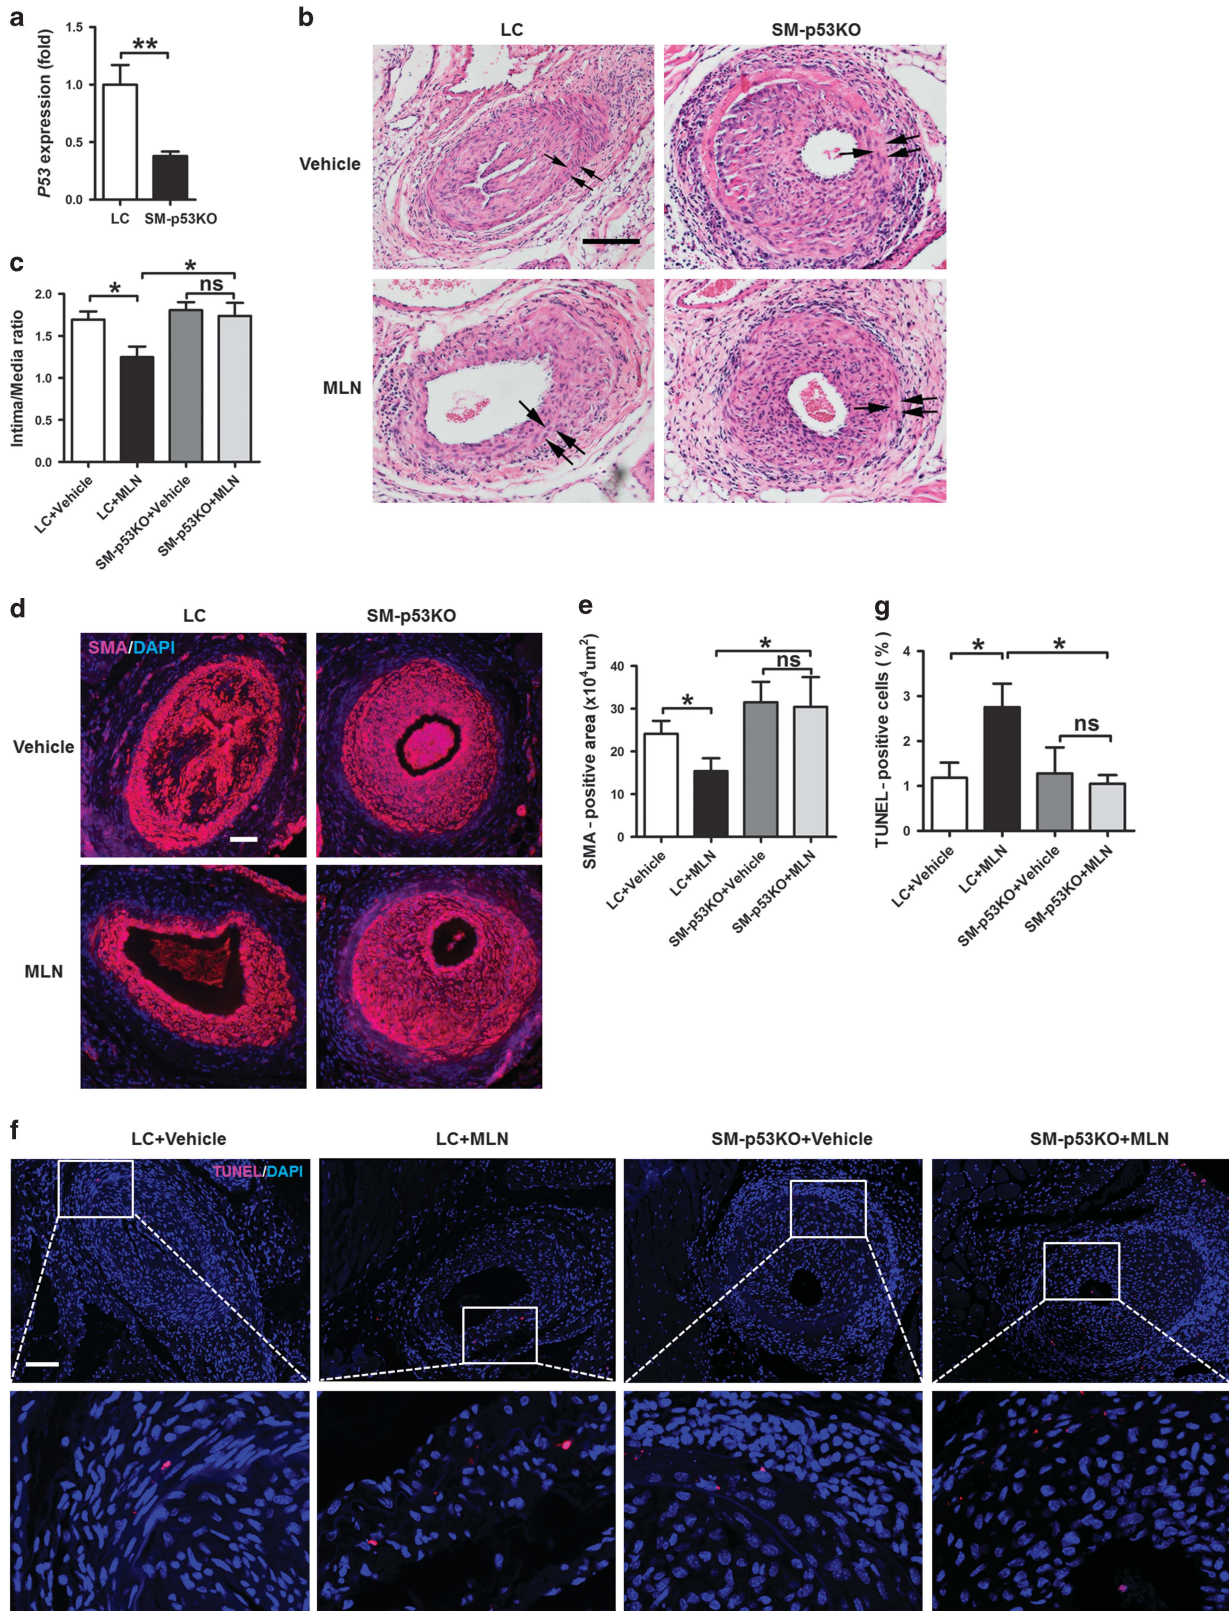 a
P53 expression (fold)
1.5
1.0
0.5
0.0
**
LC
SM-p53KO
b
LC
SM-p53KO
Vehicle
MLN
c
Intima/Media ratio
2.0
1.5
1.0
0.5
0.0
*
*
ns
LC+Vehicle
LC+MLN
SM-p53KO+Vehicle
SM-p53KO+MLN
d
LC
SM-p53KO
SMA/DAPI
Vehicle
MLN
e
SMA - positive area (x10⁴um²)
40
30
20
10
0
*
*
ns
LC+Vehicle
LC+MLN
SM-p53KO+Vehicle
SM-p53KO+MLN
g
TUNEL - positive cells ( % )
4
3
2
1
0
*
*
ns
LC+Vehicle
LC+MLN
SM-p53KO+Vehicle
SM-p53KO+MLN
f
LC+Vehicle
LC+MLN
SM-p53KO+Vehicle
SM-p53KO+MLN
TUNEL/DAPI